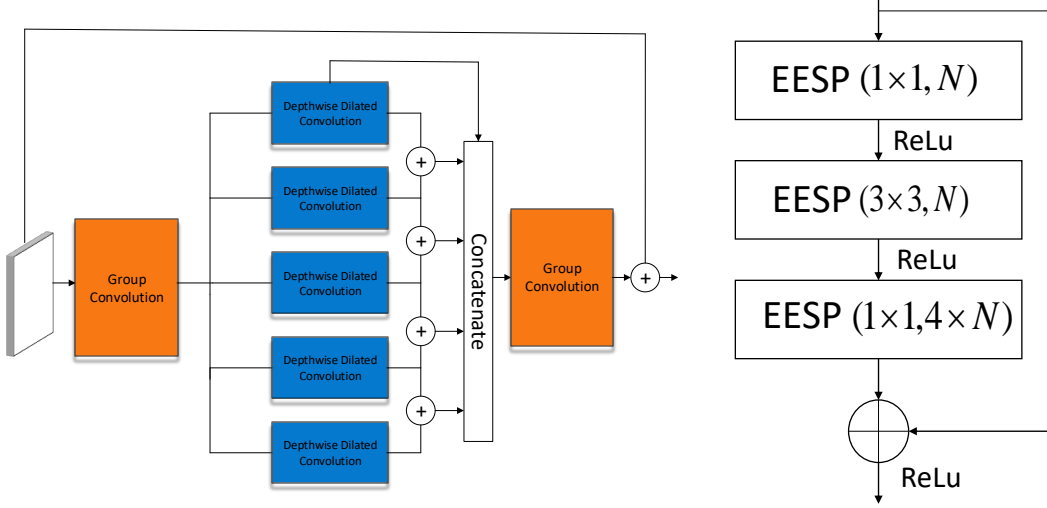 Group
Convolution
Depthwise Dilated
Convolution
Depthwise Dilated
Convolution
Depthwise Dilated
Convolution
Depthwise Dilated
Convolution
Depthwise Dilated
Convolution
+
+
+
+
Concatenate
Group
Convolution
+
EESP (1×1, N)
ReLu
EESP (3×3, N)
ReLu
EESP (1×1,4×N)
ReLu